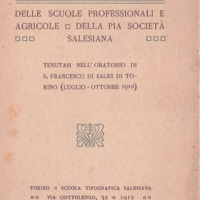 DELLE SCUOLE PROFESSIONALI E
AGRICOLE DELLA PIA SOCIETÀ
SALESIANA
TENUTASI NELL'ORATORIO DI
S. FRANCESCO DI SALES DI TO-
RINO (LUGLIO-OTTOBRE 1910)
TORINO SCUOLA TIPOGRAFICA SALESIANA
VIA COTTOLENGO, 32 1912